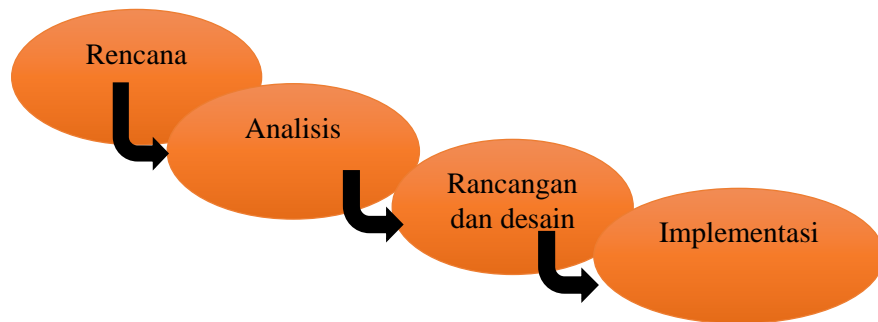 Rencana
Analisis
Rancangan
dan desain
Implementasi